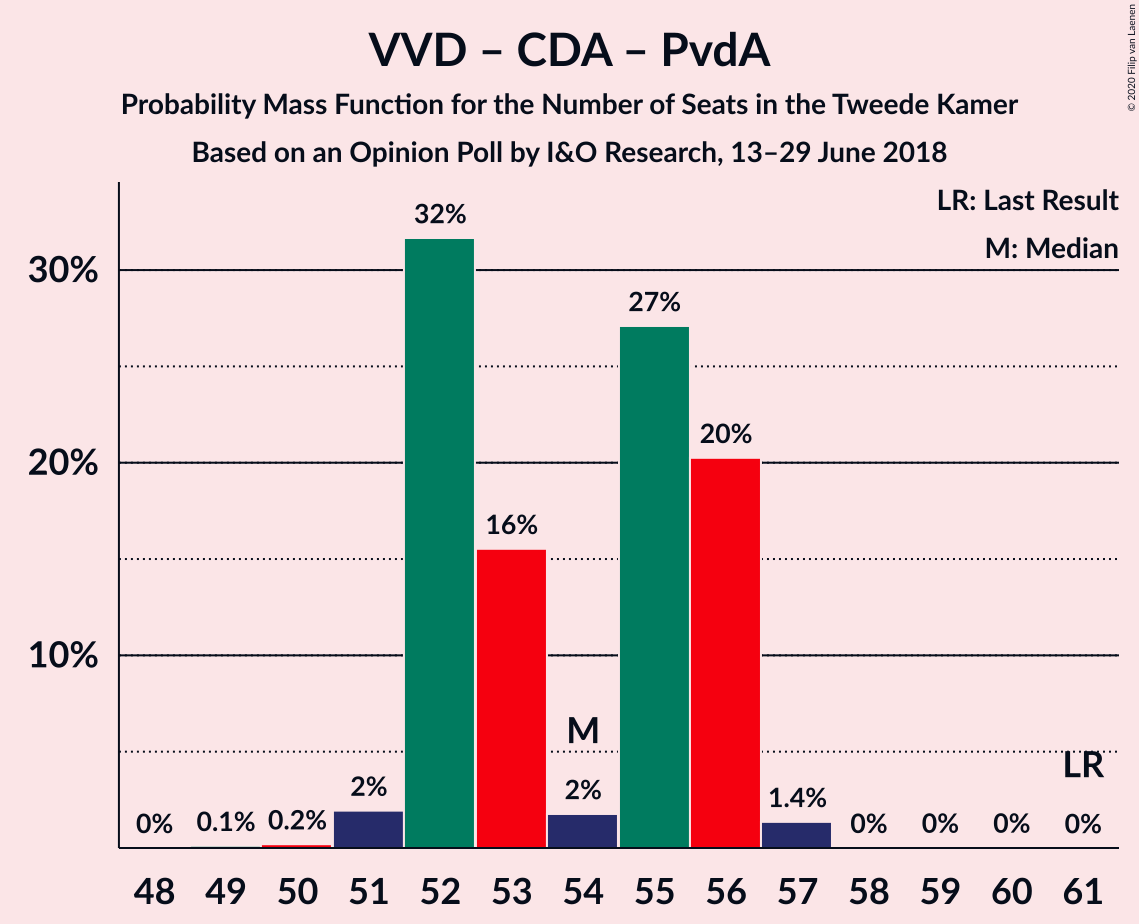 VVD – CDA – PvdA
Probability Mass Function for the Number of Seats in the Tweede Kamer
Based on an Opinion Poll by I&O Research, 13–29 June 2018
© 2020 Filip van Laenen
LR: Last Result
M: Median
30%
20%
10%
0%
0.1%
0.2%
2%
32%
16%
M
2%
27%
20%
1.4%
0%
0%
0%
LR
0%
48 49 50 51 52 53 54 55 56 57 58 59 60 61